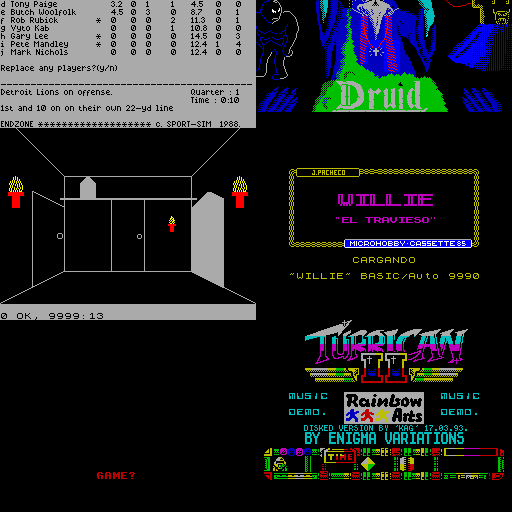 d Tony Paige 3.2 0 1 1 4.5 0 0
e Butch Woolfolk 4.5 0 3 0 8.7 0 1
f Rob Rubick * 0 0 2 11.3 0 1
g Vyto Kab 0 0 1 10.8 0 0
h Gary Lee * 0 0 0 14.5 0 3
i Pete Mandley * 0 0 0 12.4 1 4
j Mark Nichols 0 0 0 12.4 0 0
Replace any players?(y/n)
Detroit Lions on offense. Quarter : 1
Time : 0:10
1st and 10 on on their own 22-yd line
ENDZONE ********************* c. SPORT-SIM 1988.
Druid
J.PACHECO
WILLIE
"EL TRAVIESO"
MICROHOBBY-CASSETTE 85
CARGANDO
"WILLIE" BASIC/Auto 9990
0 OK, 9999:13
GAME?
TURRICAN
II
MUSIC DEMO.
Rainbow Arts
MUSIC DEMO.
DISKED VERSION BY 'KAG' 17.03.93.
BY ENIGMA VARIATIONS
TIME